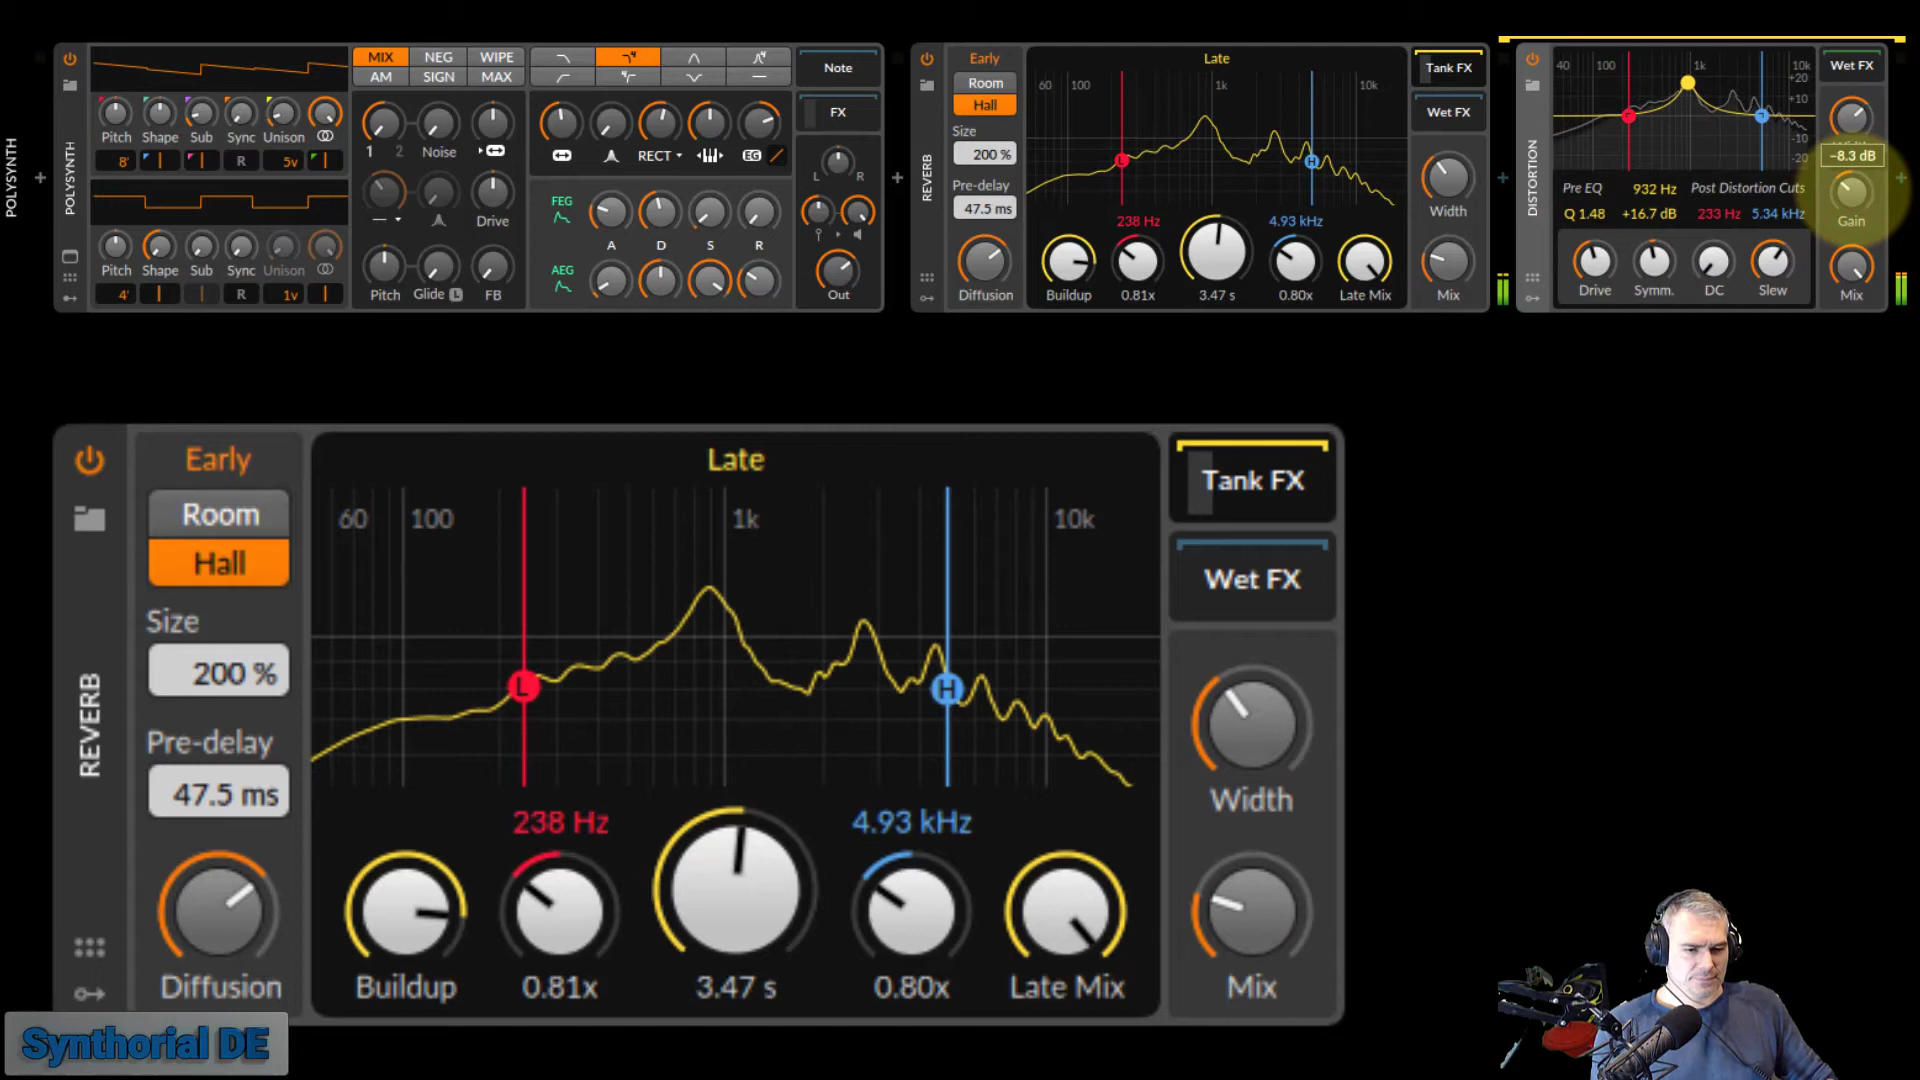 POLYSYNTH
POLYSYNTH
Pitch Shape Sub Sync Unison
8' R 5v
Pitch Shape Sub Sync Unison
4' R 1v
MIX NEG WIPE
AM SIGN MAX
1 2 Noise
Drive
Pitch Glide L FB
RECT EG
FEG
A D S R
AEG
Note
FX
L R
Out
REVERB
Early
Room
Hall
Size
200 %
Pre-delay
47.5 ms
Diffusion
Late
60 100 1k 10k
L H
238 Hz 4.93 kHz
Buildup 0.81x 3.47 s 0.80x Late Mix
Tank FX
Wet FX
Width
Mix
DISTORTION
40 100 1k 10k
+20
+10
-10
-20
Pre EQ 932 Hz Post Distortion Cuts
Q 1.48 +16.7 dB 233 Hz 5.34 kHz
Drive Symm. DC Slew
Wet FX
-8.3 dB
Gain
Mix
REVERB
Early
Room
Hall
Size
200 %
Pre-delay
47.5 ms
Diffusion
Late
60 100 1k 10k
L H
238 Hz 4.93 kHz
Buildup 0.81x 3.47 s 0.80x Late Mix
Tank FX
Wet FX
Width
Mix
Synthorial DE